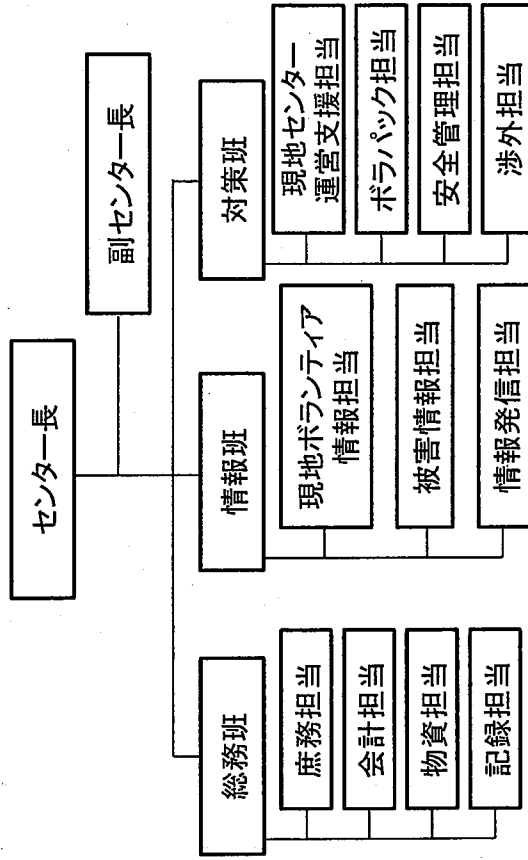 センター長
副センター長
総務班
庶務担当
会計担当
物資担当
記録担当
情報班
現地ボランティア
情報担当
被害情報担当
情報発信担当
対策班
現地センター
運営支援担当
ボラパック担当
安全管理担当
渉外担当